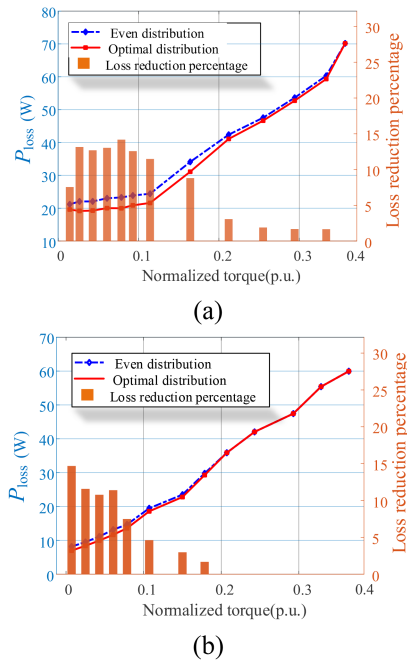 (a)
Even distribution
Optimal distribution
Loss reduction percentage
P_loss (W)
80
70
60
50
40
30
20
10
Loss reduction percentage
30
25
20
15
10
5
0
0 0.1 0.2 0.3 0.4
Normalized torque(p.u.)
(a)
Even distribution
Optimal distribution
Loss reduction percentage
P_loss (W)
70
60
50
40
30
20
10
0
Loss reduction percentage
30
25
20
15
10
5
0
0 0.1 0.2 0.3 0.4
Normalized torque(p.u.)
(b)